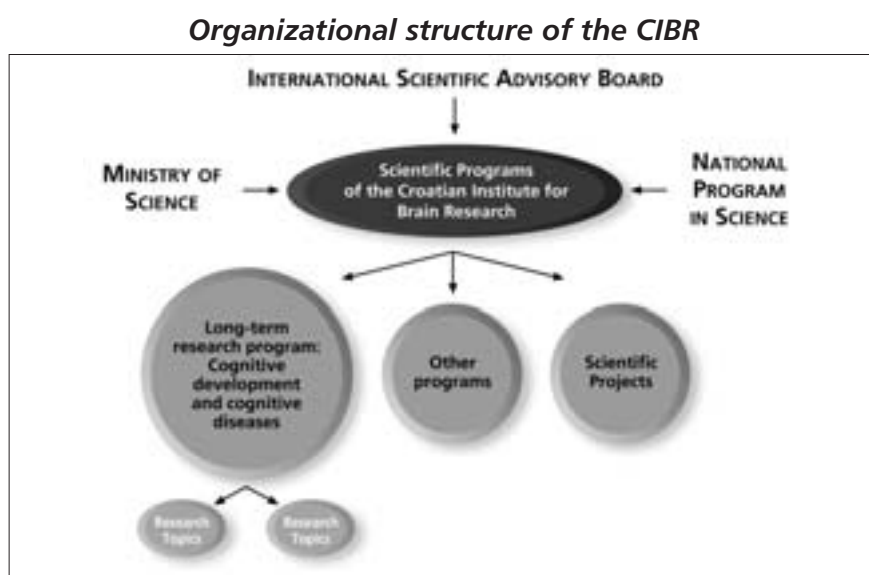 Organizational structure of the CIBR
INTERNATIONAL SCIENTIFIC ADVISORY BOARD
MINISTRY OF
SCIENCE
Scientific Programs
of the Croatian Institute for
Brain Research
NATIONAL
PROGRAM
IN SCIENCE
Long-term
research program:
Cognitive
development
and cognitive
diseases
Other
programs
Scientific
Projects
Research
Topics
Research
Topics